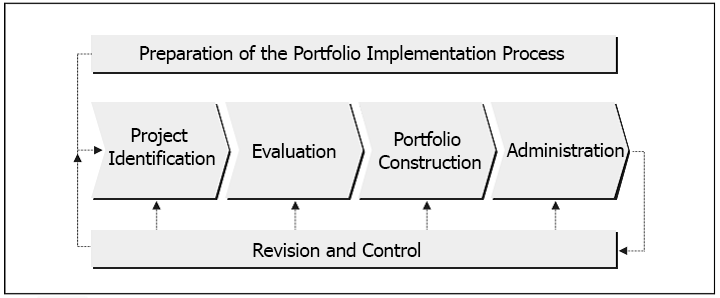 Preparation of the Portfolio Implementation Process
Project
Identification
Evaluation
Portfolio
Construction
Administration
Revision and Control